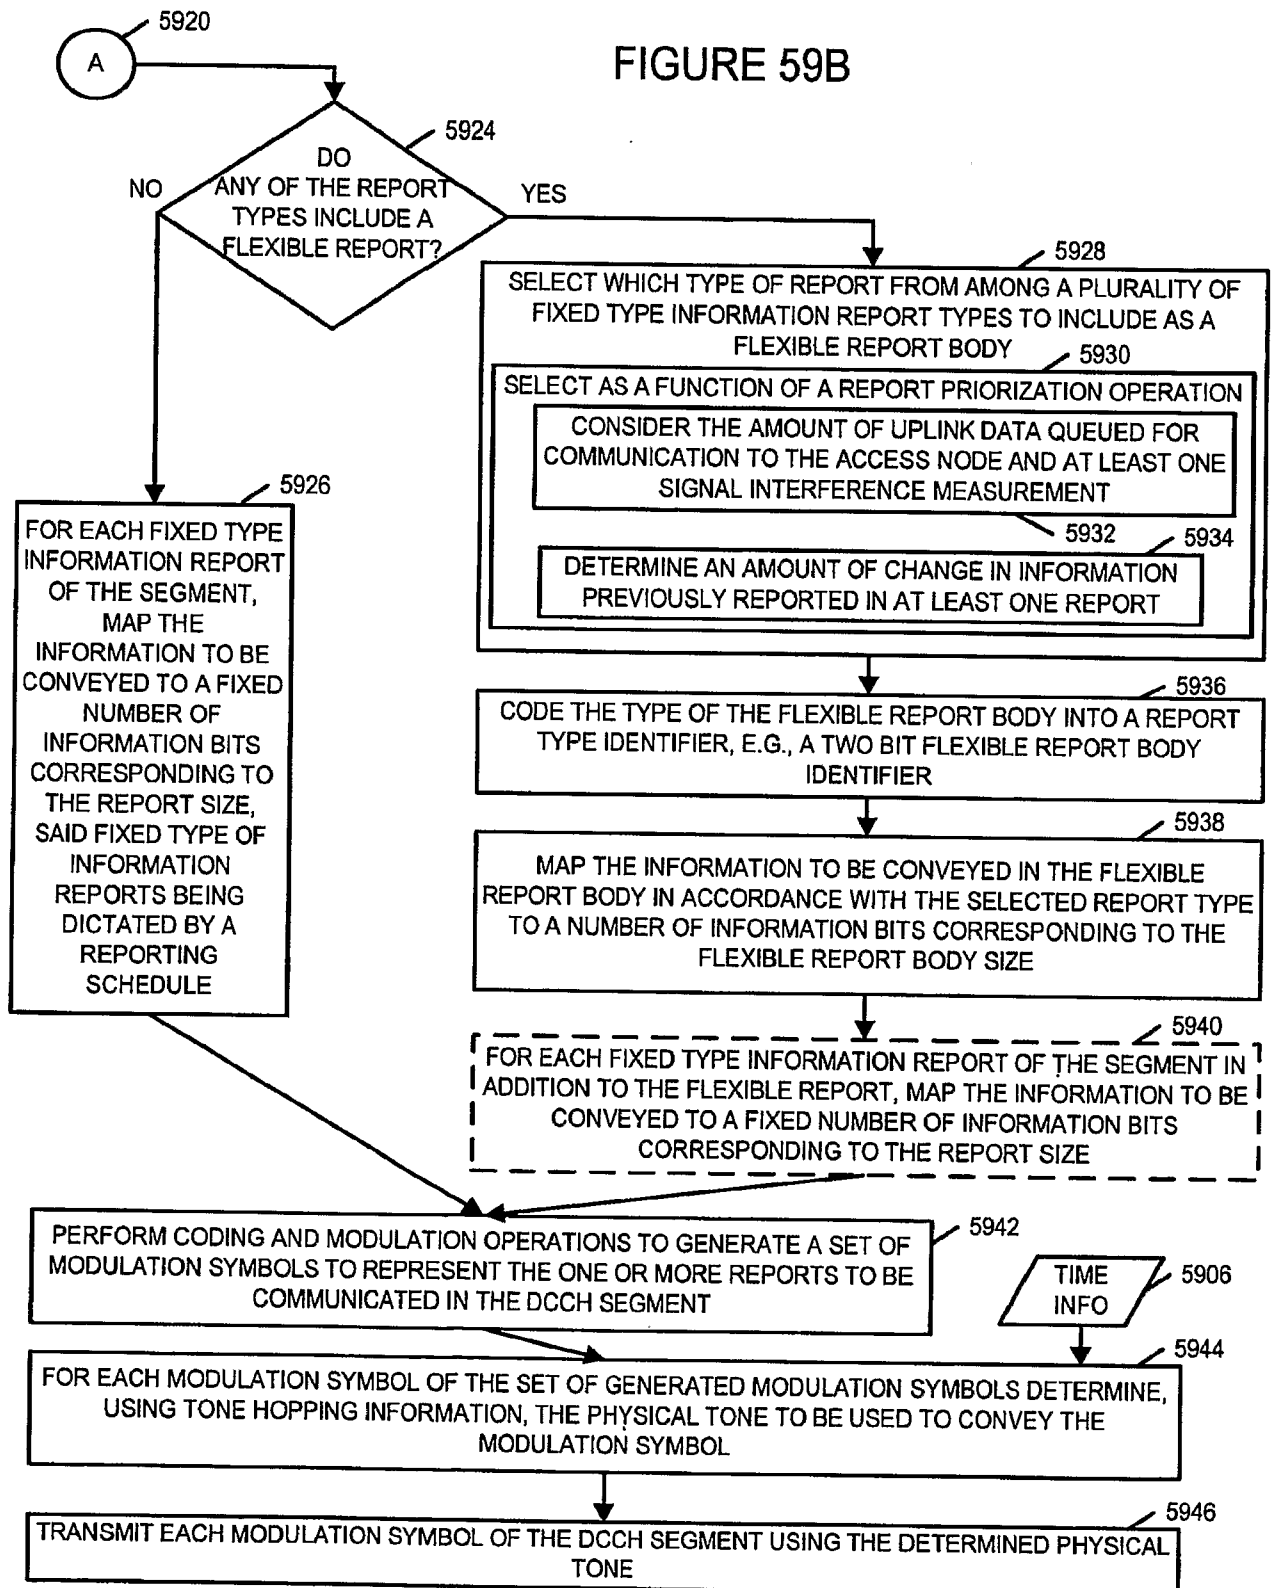 5920
A
FIGURE 59B
5924
DO
ANY OF THE REPORT
TYPES INCLUDE A
FLEXIBLE REPORT?
NO
YES
5928
SELECT WHICH TYPE OF REPORT FROM AMONG A PLURALITY OF
FIXED TYPE INFORMATION REPORT TYPES TO INCLUDE AS A
FLEXIBLE REPORT BODY
5930
SELECT AS A FUNCTION OF A REPORT PRIORIZATION OPERATION
CONSIDER THE AMOUNT OF UPLINK DATA QUEUED FOR
COMMUNICATION TO THE ACCESS NODE AND AT LEAST ONE
SIGNAL INTERFERENCE MEASUREMENT
5932
5934
DETERMINE AN AMOUNT OF CHANGE IN INFORMATION
PREVIOUSLY REPORTED IN AT LEAST ONE REPORT
5926
FOR EACH FIXED TYPE
INFORMATION REPORT
OF THE SEGMENT,
MAP THE
INFORMATION TO BE
CONVEYED TO A FIXED
NUMBER OF
INFORMATION BITS
CORRESPONDING TO
THE REPORT SIZE,
SAID FIXED TYPE OF
INFORMATION
REPORTS BEING
DICTATED BY A
REPORTING
SCHEDULE
5936
CODE THE TYPE OF THE FLEXIBLE REPORT BODY INTO A REPORT
TYPE IDENTIFIER, E.G., A TWO BIT FLEXIBLE REPORT BODY
IDENTIFIER
5938
MAP THE INFORMATION TO BE CONVEYED IN THE FLEXIBLE
REPORT BODY IN ACCORDANCE WITH THE SELECTED REPORT TYPE
TO A NUMBER OF INFORMATION BITS CORRESPONDING TO THE
FLEXIBLE REPORT BODY SIZE
5940
FOR EACH FIXED TYPE INFORMATION REPORT OF THE SEGMENT IN
ADDITION TO THE FLEXIBLE REPORT, MAP THE INFORMATION TO BE
CONVEYED TO A FIXED NUMBER OF INFORMATION BITS
CORRESPONDING TO THE REPORT SIZE
5942
PERFORM CODING AND MODULATION OPERATIONS TO GENERATE A SET OF
MODULATION SYMBOLS TO REPRESENT THE ONE OR MORE REPORTS TO BE
COMMUNICATED IN THE DCCH SEGMENT
TIME
INFO
5906
5944
FOR EACH MODULATION SYMBOL OF THE SET OF GENERATED MODULATION SYMBOLS DETERMINE,
USING TONE HOPPING INFORMATION, THE PHYSICAL TONE TO BE USED TO CONVEY THE
MODULATION SYMBOL
5946
TRANSMIT EACH MODULATION SYMBOL OF THE DCCH SEGMENT USING THE DETERMINED PHYSICAL
TONE